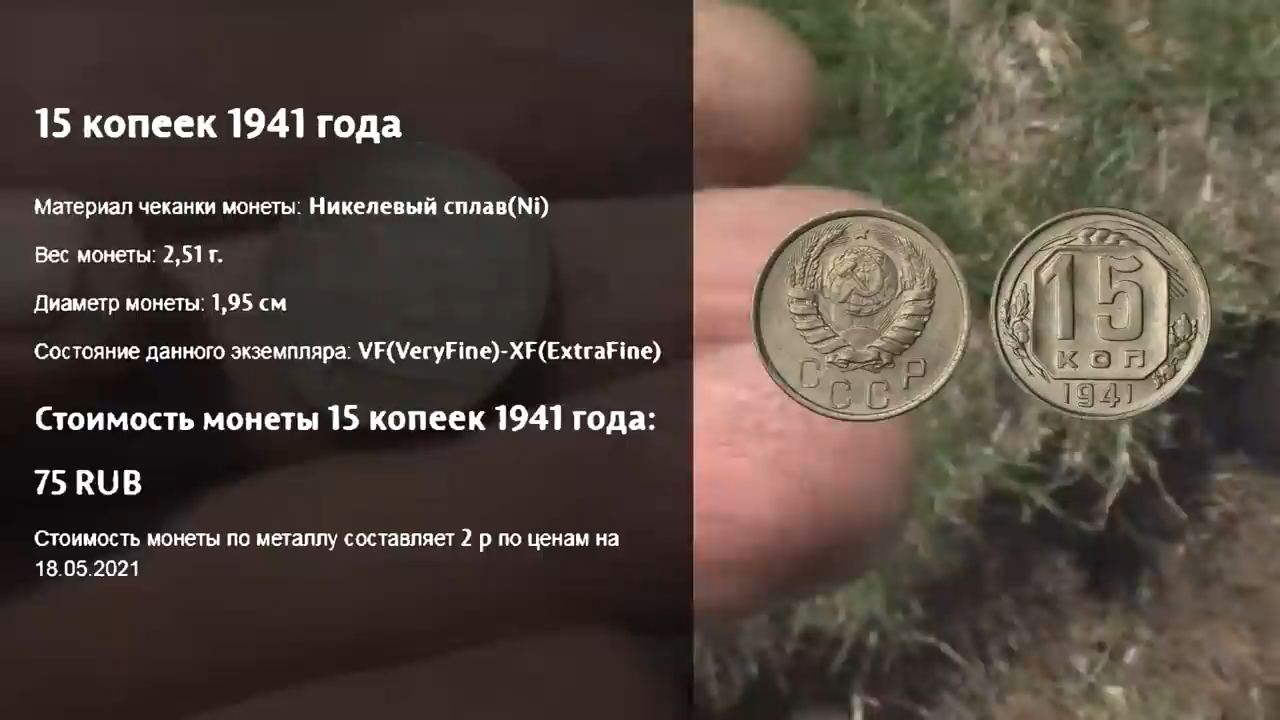 15 копеек 1941 года
Материал чеканки монеты: Никелевый сплав(Ni)
Вес монеты: 2,51 г.
Диаметр монеты: 1,95 см
Состояние данного экземпляра: VF(VeryFine)-XF(ExtraFine)
Стоимость монеты 15 копеек 1941 года:
75 RUB
Стоимость монеты по металлу составляет 2 р по ценам на
18.05.2021
СССР
15
КОП
1941